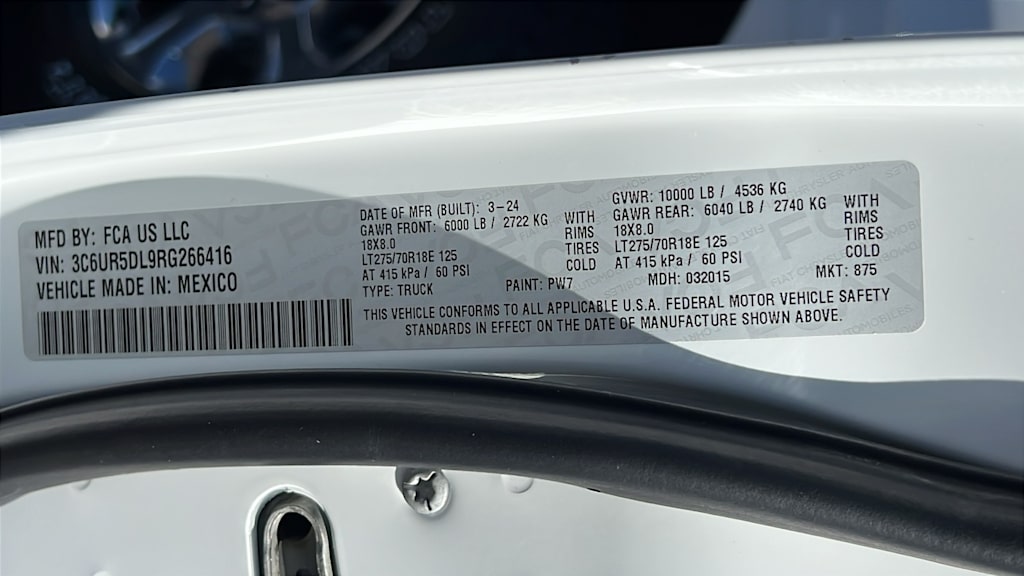 MFD BY: FCA US LLC
VIN: 3C6UR5DL9RG266416
VEHICLE MADE IN: MEXICO
DATE OF MFR (BUILT): 3-24
GAWR FRONT: 6000 LB / 2722 KG WITH
18X8.0 RIMS
LT275/70R18E 125 TIRES
AT 415 kPa / 60 PSI COLD
TYPE: TRUCK PAINT: PW7
GVWR: 10000 LB / 4536 KG
GAWR REAR: 6040 LB / 2740 KG WITH
18X8.0 RIMS
LT275/70R18E 125 TIRES
AT 415 kPa / 60 PSI COLD
MDH: 032015 MKT: 875
THIS VEHICLE CONFORMS TO ALL APPLICABLE U.S.A. FEDERAL MOTOR VEHICLE SAFETY
STANDARDS IN EFFECT ON THE DATE OF MANUFACTURE SHOWN ABOVE.